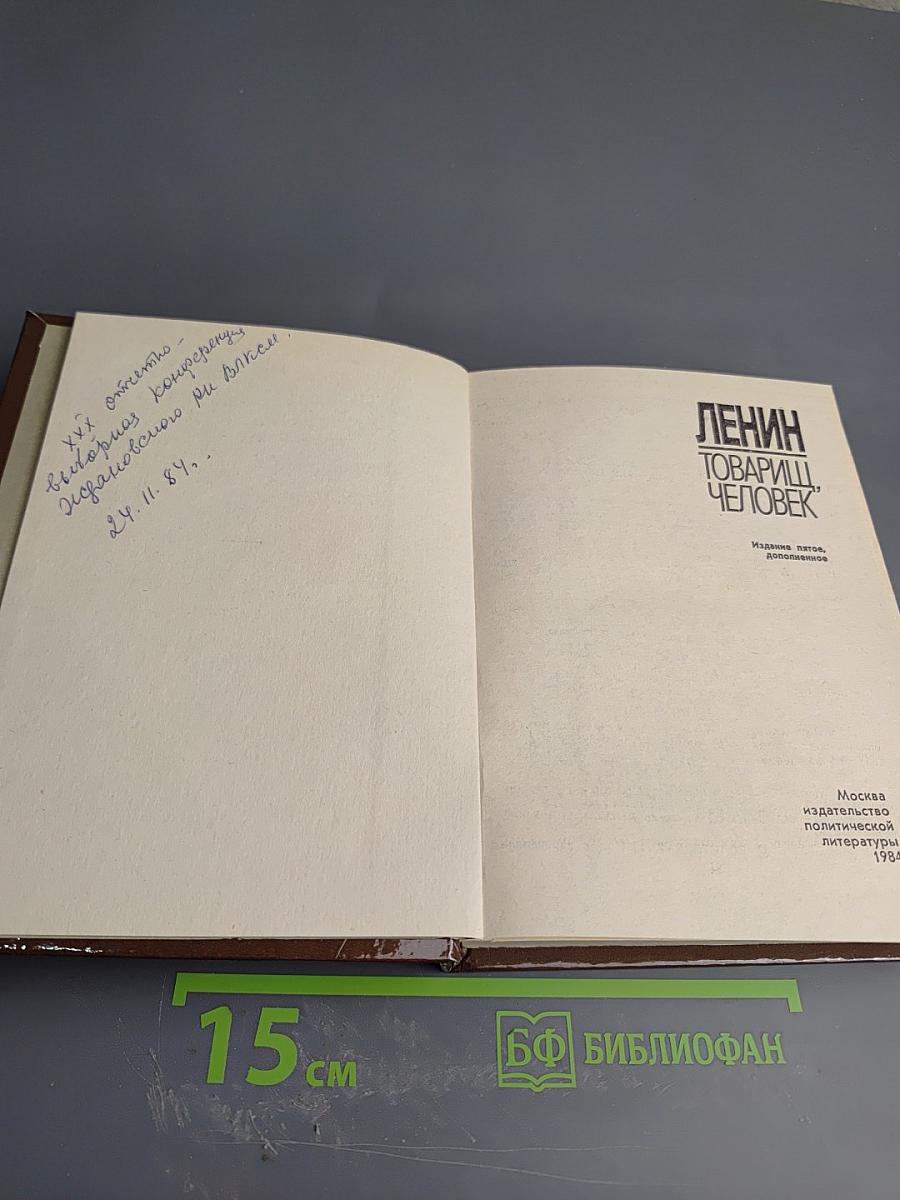 XXX отчетно-
выборная конференция
Ждановского РК ВЛКСМ.
24.11.84г.
ЛЕНИН
ТОВАРИЩ,
ЧЕЛОВЕК
Издание пятое,
дополненное
Москва
издательство
политической
литературы
1984
15 см
БФ БИБЛИОФАН